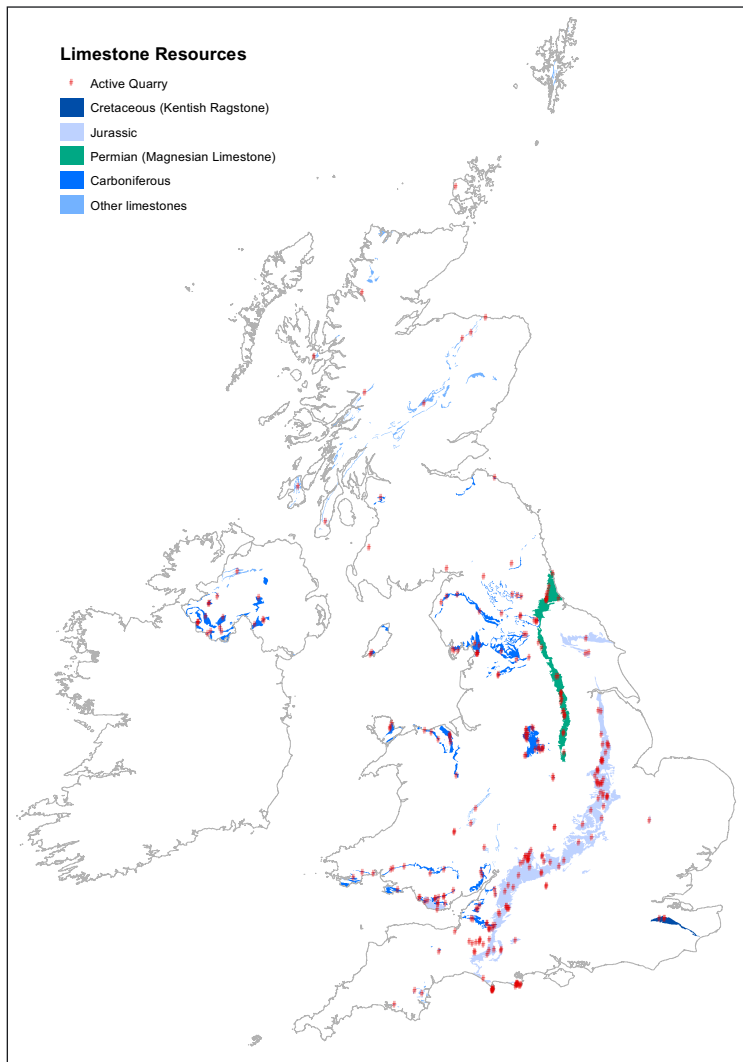 Limestone Resources
Active Quarry
Cretaceous (Kentish Ragstone)
Jurassic
Permian (Magnesian Limestone)
Carboniferous
Other limestones